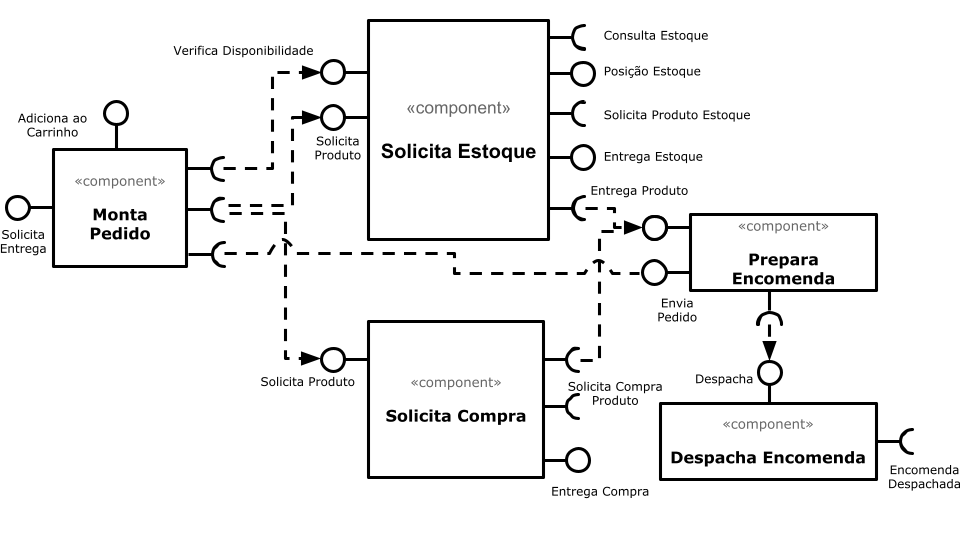 Verifica Disponibilidade
Adiciona ao
Carrinho
«component»
Monta
Pedido
Solicita
Entrega
Solicita
Produto
«component»
Solicita Estoque
Consulta Estoque
Posição Estoque
Solicita Produto Estoque
Entrega Estoque
Entrega Produto
«component»
Prepara
Encomenda
Envia
Pedido
Solicita Produto
«component»
Solicita Compra
Solicita Compra
Produto
Entrega Compra
Despacha
«component»
Despacha Encomenda
Encomenda
Despachada